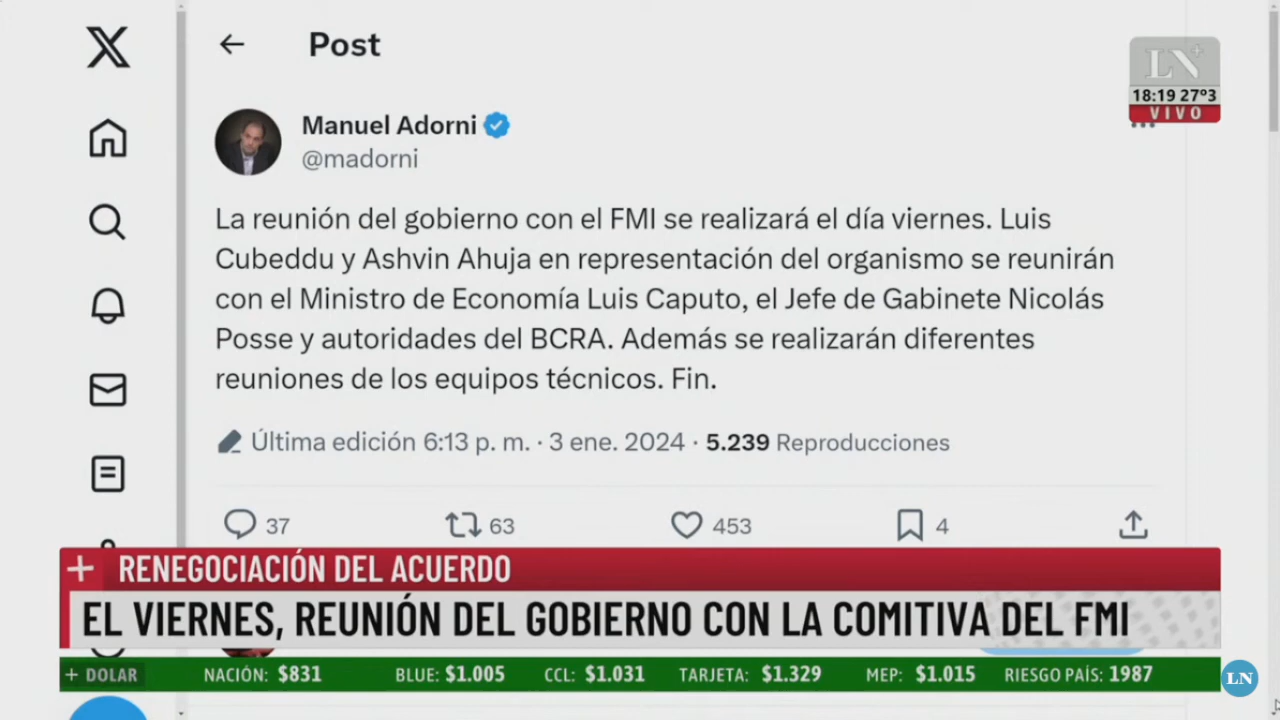 Post
LN+
18:19 27º3
VIVO
Manuel Adorni
@madorni
La reunión del gobierno con el FMI se realizará el día viernes. Luis
Cubeddu y Ashvin Ahuja en representación del organismo se reunirán
con el Ministro de Economía Luis Caputo, el Jefe de Gabinete Nicolás
Posse y autoridades del BCRA. Además se realizarán diferentes
reuniones de los equipos técnicos. Fin.
Última edición 6:13 p. m. · 3 ene. 2024 · 5.239 Reproducciones
37 63 453 4
+ RENEGOCIACIÓN DEL ACUERDO
EL VIERNES, REUNIÓN DEL GOBIERNO CON LA COMITIVA DEL FMI
+ DOLAR NACIÓN: $831 BLUE: $1.005 CCL: $1.031 TARJETA: $1.329 MEP: $1.015 RIESGO PAÍS: 1987
LN